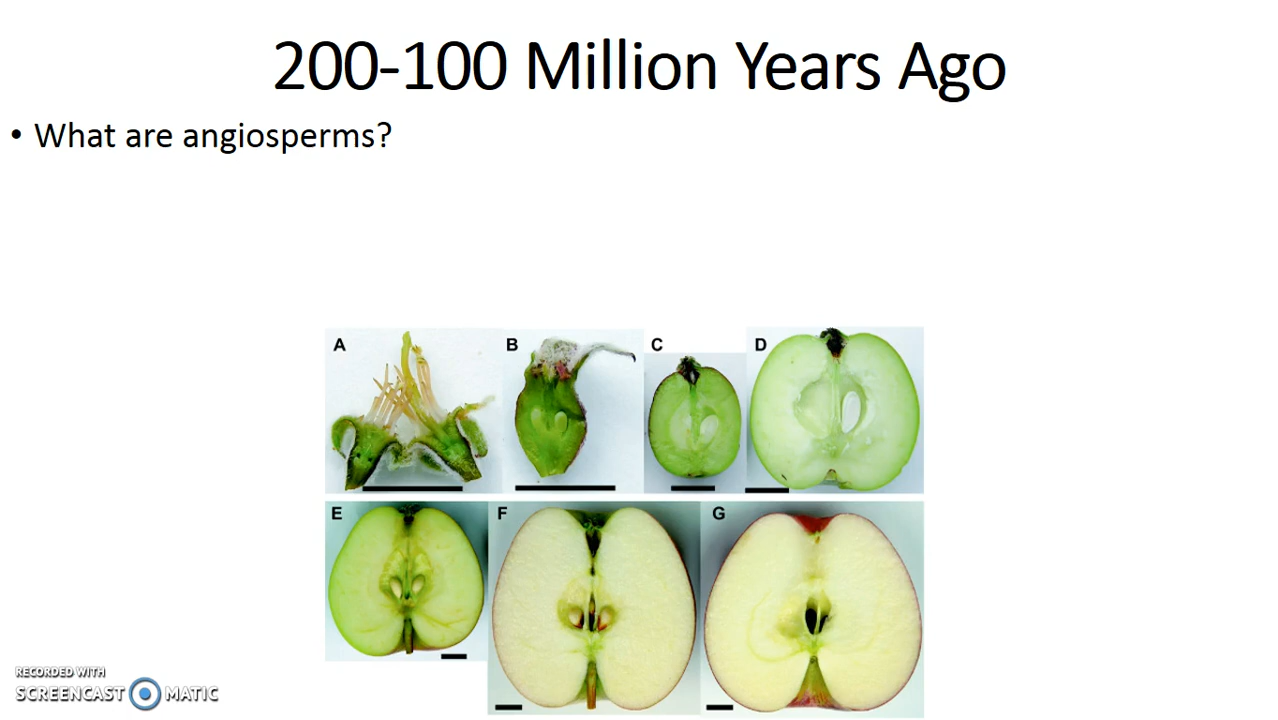 200-100 Million Years Ago
• What are angiosperms?
A
B
C
D
E
F
G
RECORDED WITH
SCREENCAST MATIC